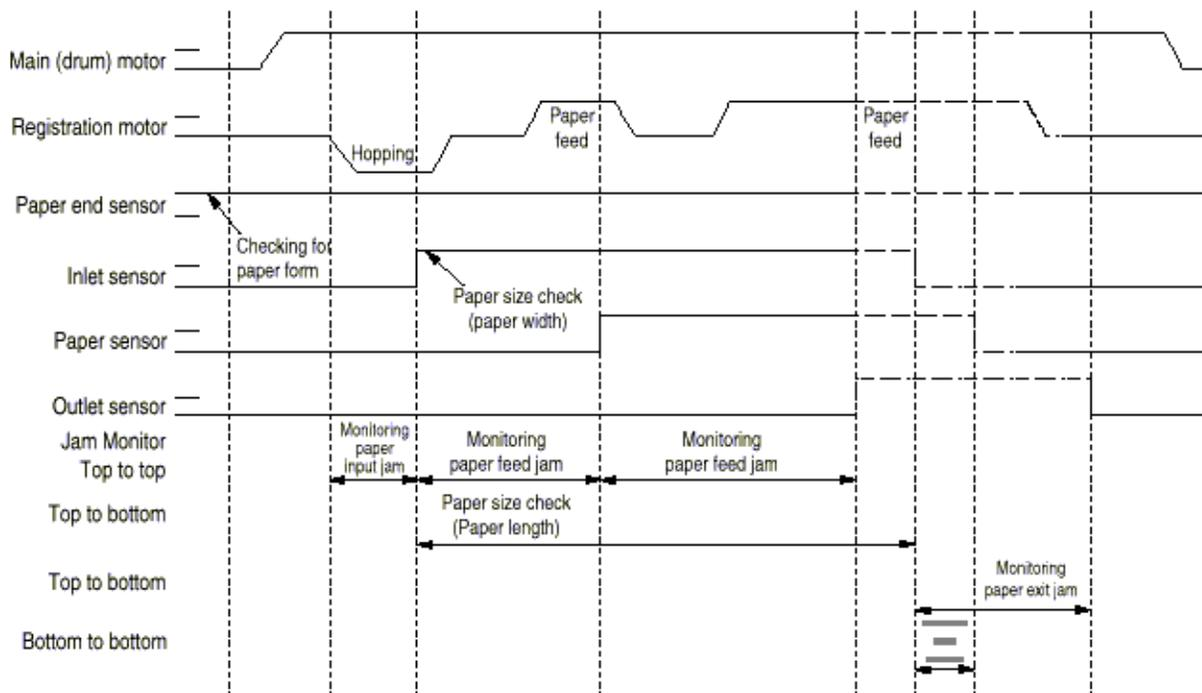 Main (drum) motor
Registration motor
Hopping
Paper
feed
Paper
feed
Paper end sensor
Checking for
paper form
Inlet sensor
Paper size check
(paper width)
Paper sensor
Outlet sensor
Jam Monitor
Top to top
Monitoring
paper
input jam
Monitoring
paper feed jam
Monitoring
paper feed jam
Top to bottom
Paper size check
(Paper length)
Top to bottom
Monitoring
paper exit jam
Bottom to bottom